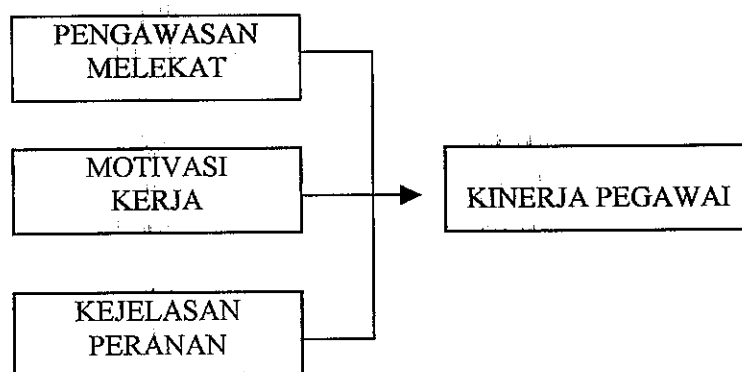 PENGAWASAN
MELEKAT
MOTIVASI
KERJA
KINERJA PEGAWAI
KEJELASAN
PERANAN